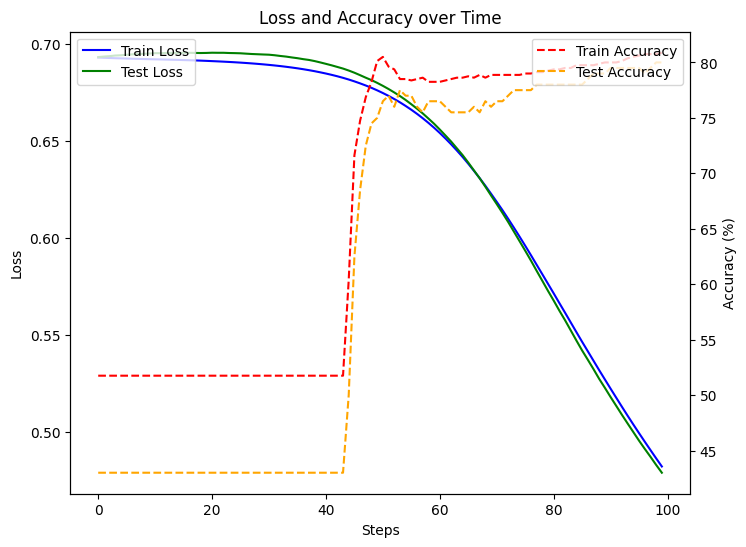 Loss and Accuracy over Time
Train Loss
Test Loss
Train Accuracy
Test Accuracy
0.70
0.65
0.60
0.55
0.50
Loss
80
75
70
65
60
55
50
45
Accuracy (%)
0 20 40 60 80 100
Steps